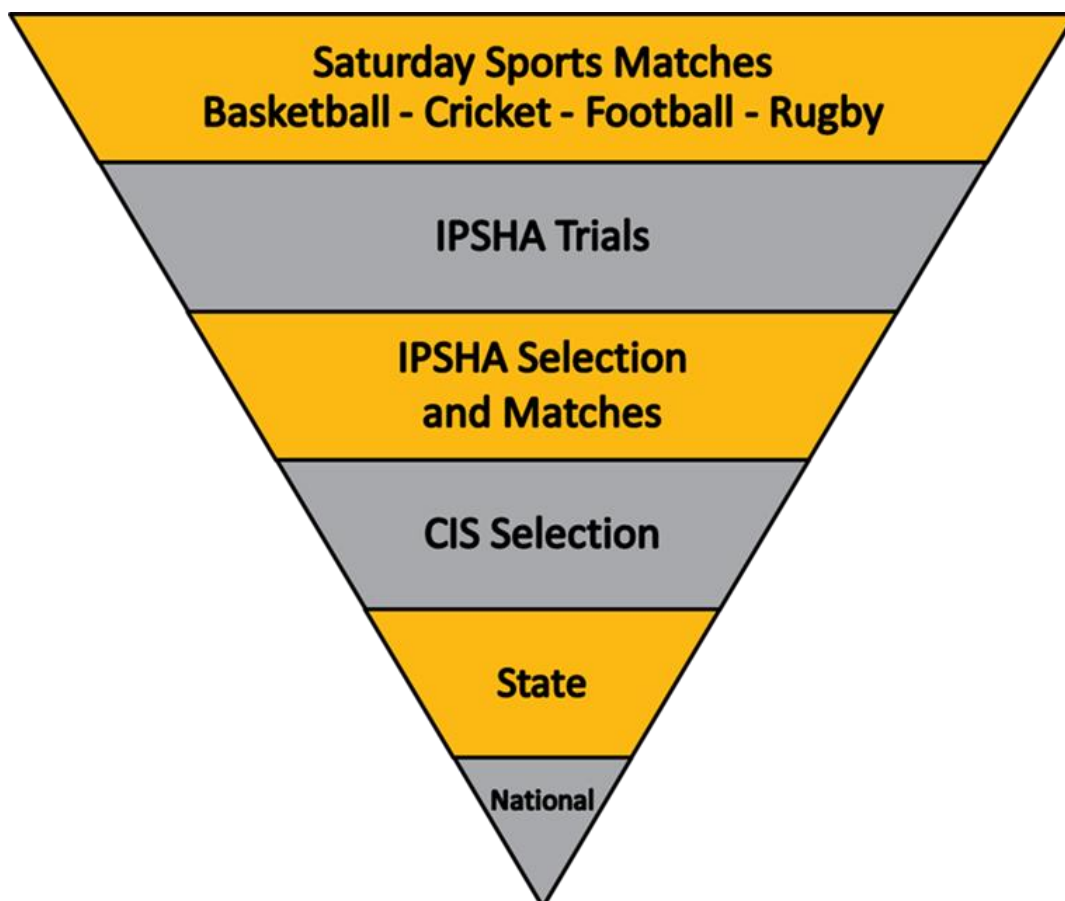 Saturday Sports Matches
Basketball - Cricket - Football - Rugby
IPSHA Trials
IPSHA Selection
and Matches
CIS Selection
State
National